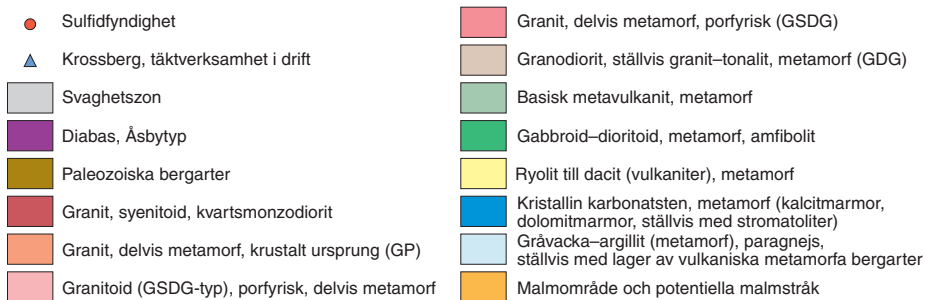 Sulfidfyndighet
Krossberg, täktverksamhet i drift
Svaghetszon
Diabas, Åsbytyp
Paleozoiska bergarter
Granit, syenitoid, kvartsmonzodiorit
Granit, delvis metamorf, krustalt ursprung (GP)
Granitoid (GSDG-typ), porfyrisk, delvis metamorf
Granit, delvis metamorf, porfyrisk (GSDG)
Granodiorit, ställvis granit–tonalit, metamorf (GDG)
Basisk metavulkanit, metamorf
Gabbroid–dioritoid, metamorf, amfibolit
Ryolit till dacit (vulkaniter), metamorf
Kristallin karbonatsten, metamorf (kalcitmarmor,
dolomitmarmor, ställvis med stromatoliter)
Gråvacka–argillit (metamorf), paragnejs,
ställvis med lager av vulkaniska metamorfa bergarter
Malmområde och potentiella malmstråk